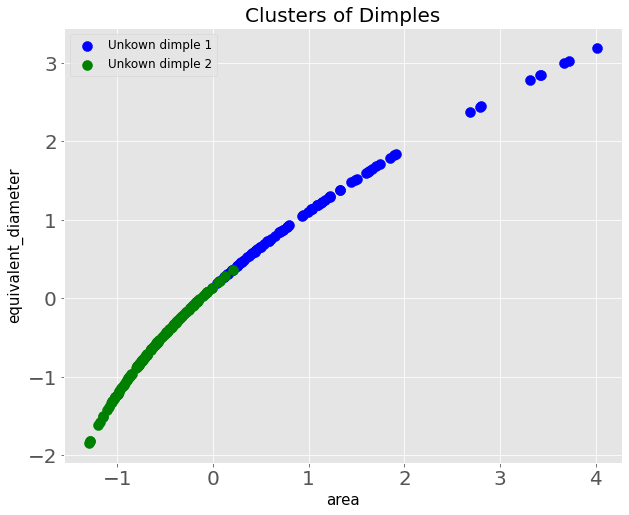 Clusters of Dimples
Unkown dimple 1
Unkown dimple 2
equivalent_diameter
3
2
1
0
−1
−2
−1
0
1
2
3
4
area